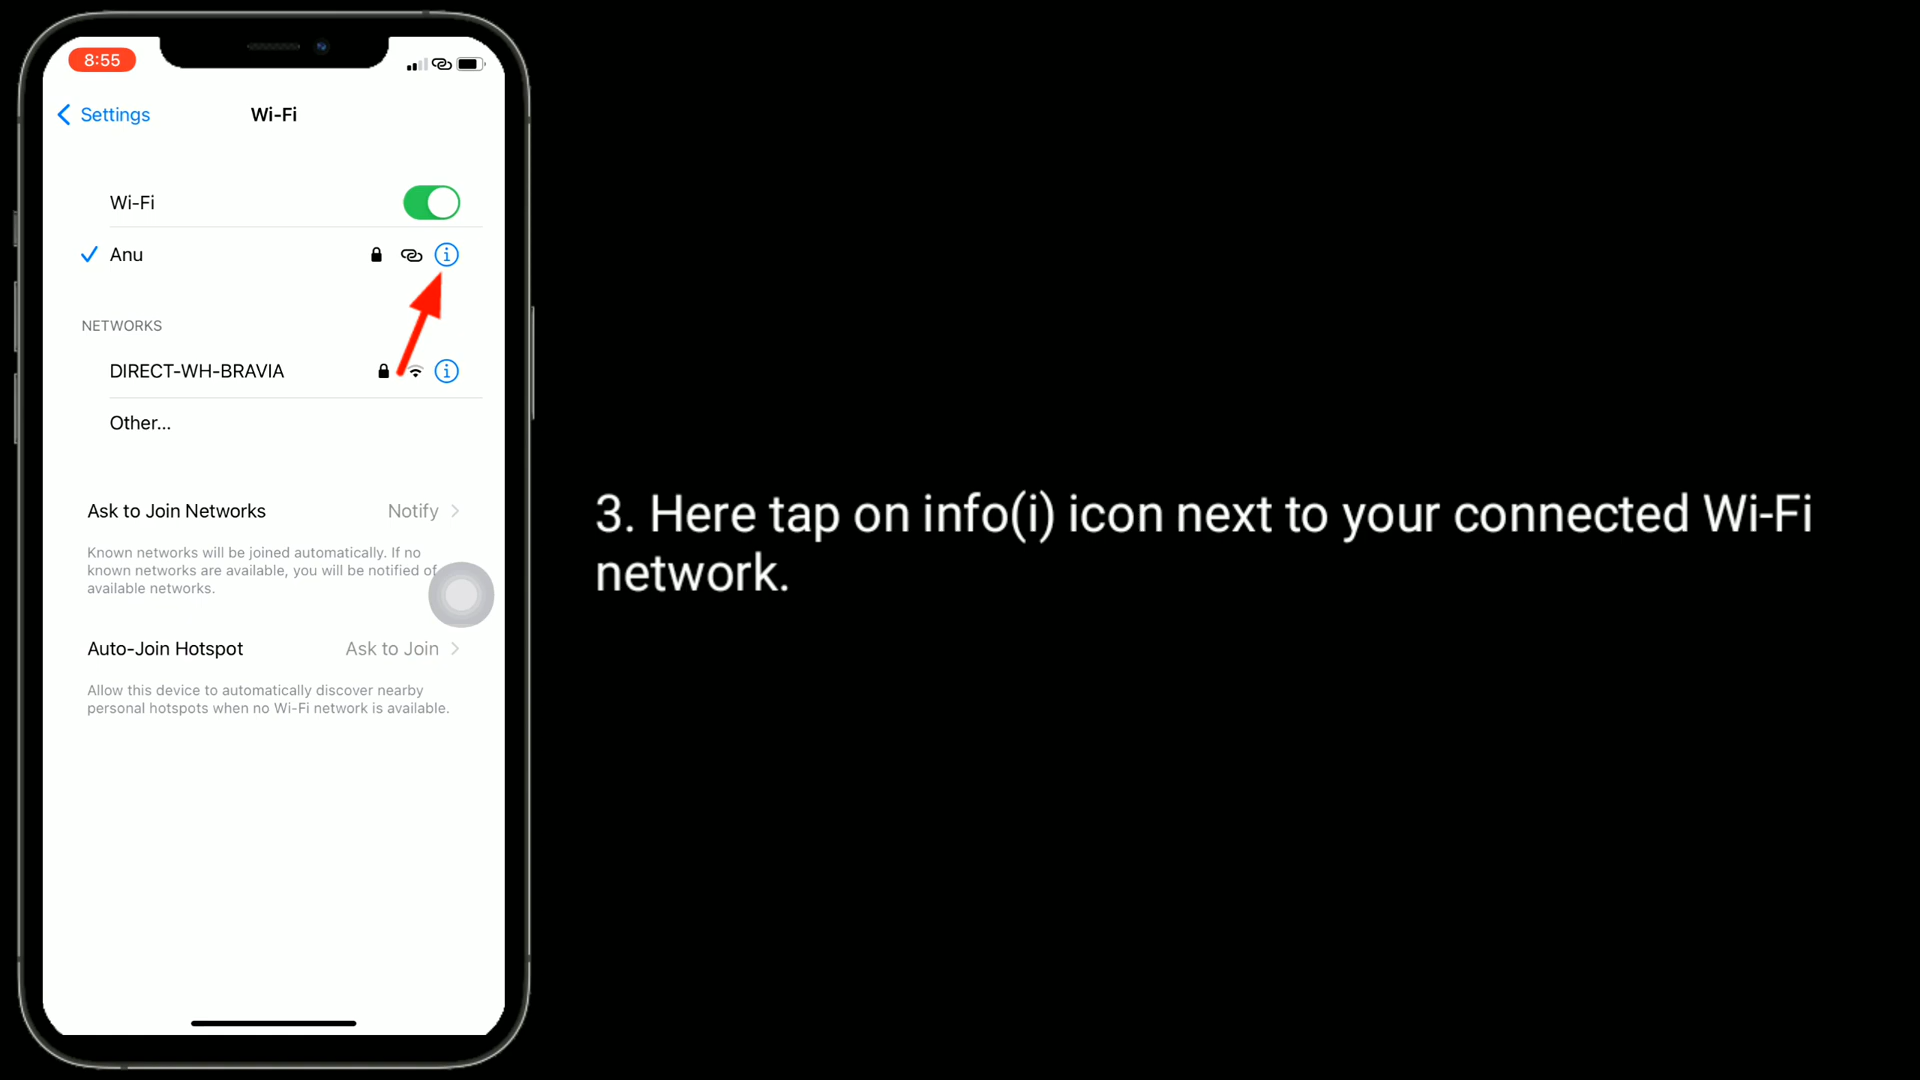 8:55
Settings
Wi-Fi
Wi-Fi
Anu
NETWORKS
DIRECT-WH-BRAVIA
Other...
Ask to Join Networks Notify
Known networks will be joined automatically. If no
known networks are available, you will be notified of
available networks.
Auto-Join Hotspot Ask to Join
Allow this device to automatically discover nearby
personal hotspots when no Wi-Fi network is available.
3. Here tap on info(i) icon next to your connected Wi-Fi
network.